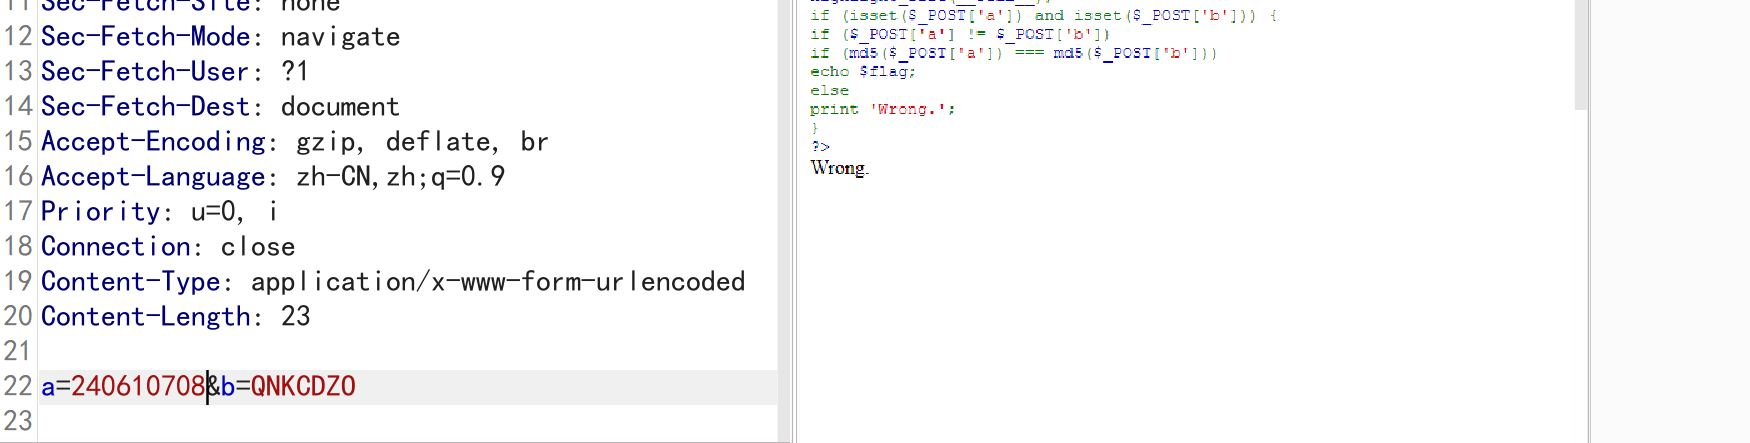 11 Sec-Fetch-Site: none
12 Sec-Fetch-Mode: navigate
13 Sec-Fetch-User: ?1
14 Sec-Fetch-Dest: document
15 Accept-Encoding: gzip, deflate, br
16 Accept-Language: zh-CN,zh;q=0.9
17 Priority: u=0, i
18 Connection: close
19 Content-Type: application/x-www-form-urlencoded
20 Content-Length: 23
21
22 a=240610708&b=QNKCDZO
23
if (isset($_POST['a']) and isset($_POST['b'])) {
if ($_POST['a'] != $_POST['b'])
if (md5($_POST['a']) === md5($_POST['b']))
echo $flag;
else
print 'Wrong.';
}
?>
Wrong.